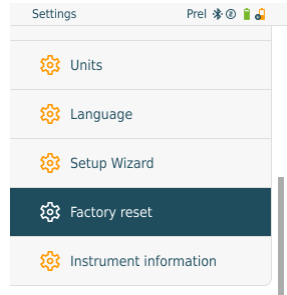 Settings Prel
Units
Language
Setup Wizard
Factory reset
Instrument information